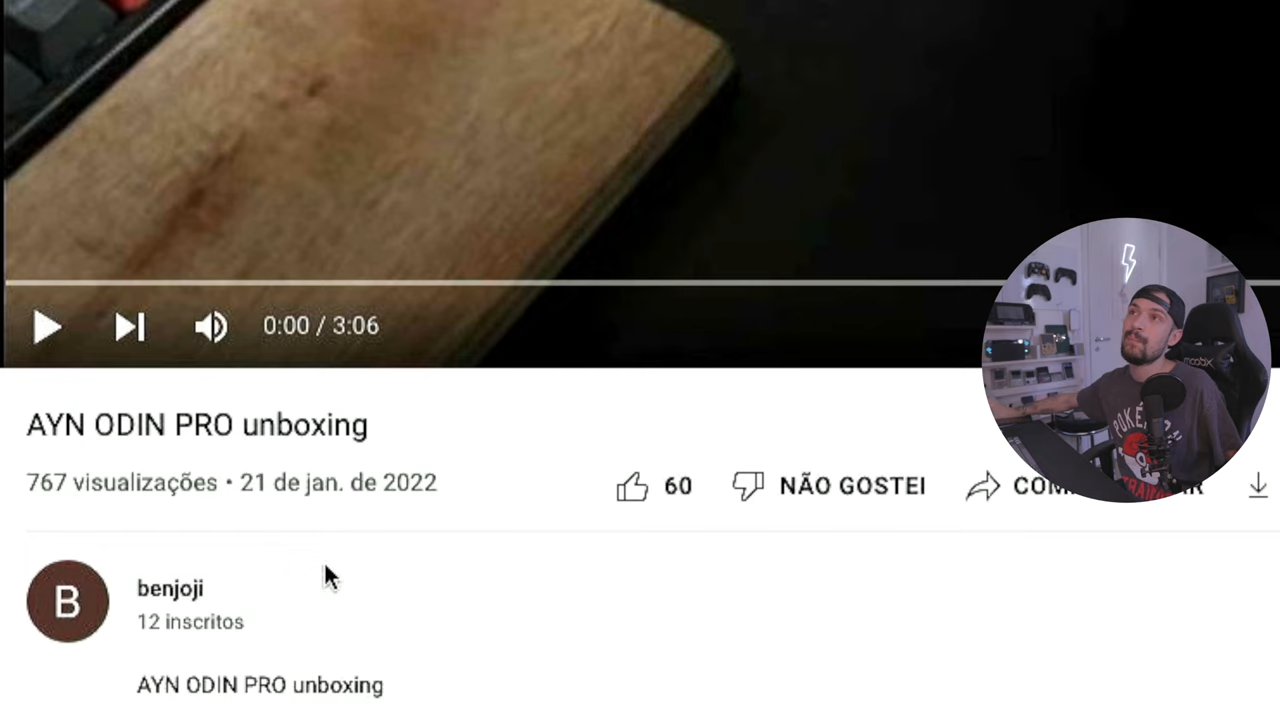 0:00 / 3:06
AYN ODIN PRO unboxing
767 visualizações • 21 de jan. de 2022
60 NÃO GOSTEI
B
benjoji
12 inscritos
AYN ODIN PRO unboxing